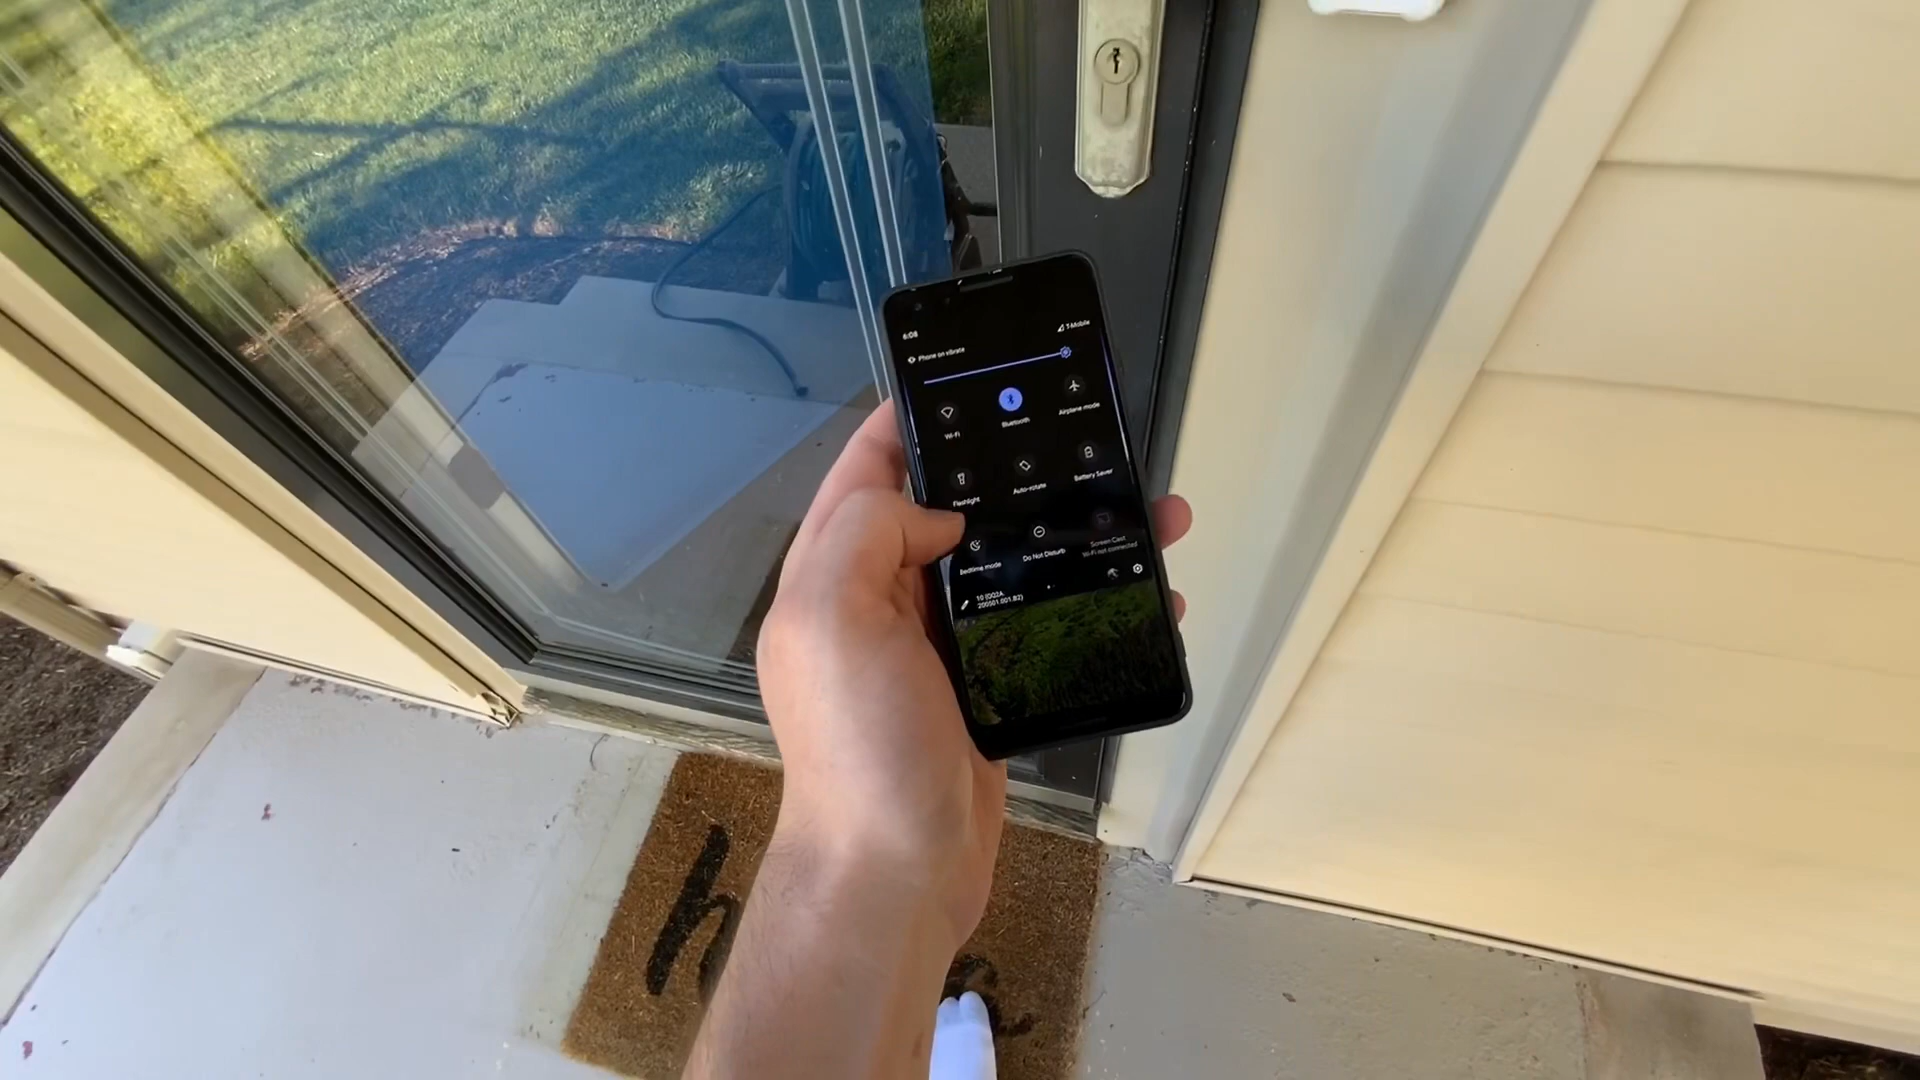 6:08
T-Mobile
Phone on vibrate
Wi-Fi
Bluetooth
Airplane mode
Flashlight
Auto-rotate
Battery Saver
Bedtime mode
Do Not Disturb
Screen Cast
Wi-Fi not connected
10 (QQ2A.
200501.001.B2)
h